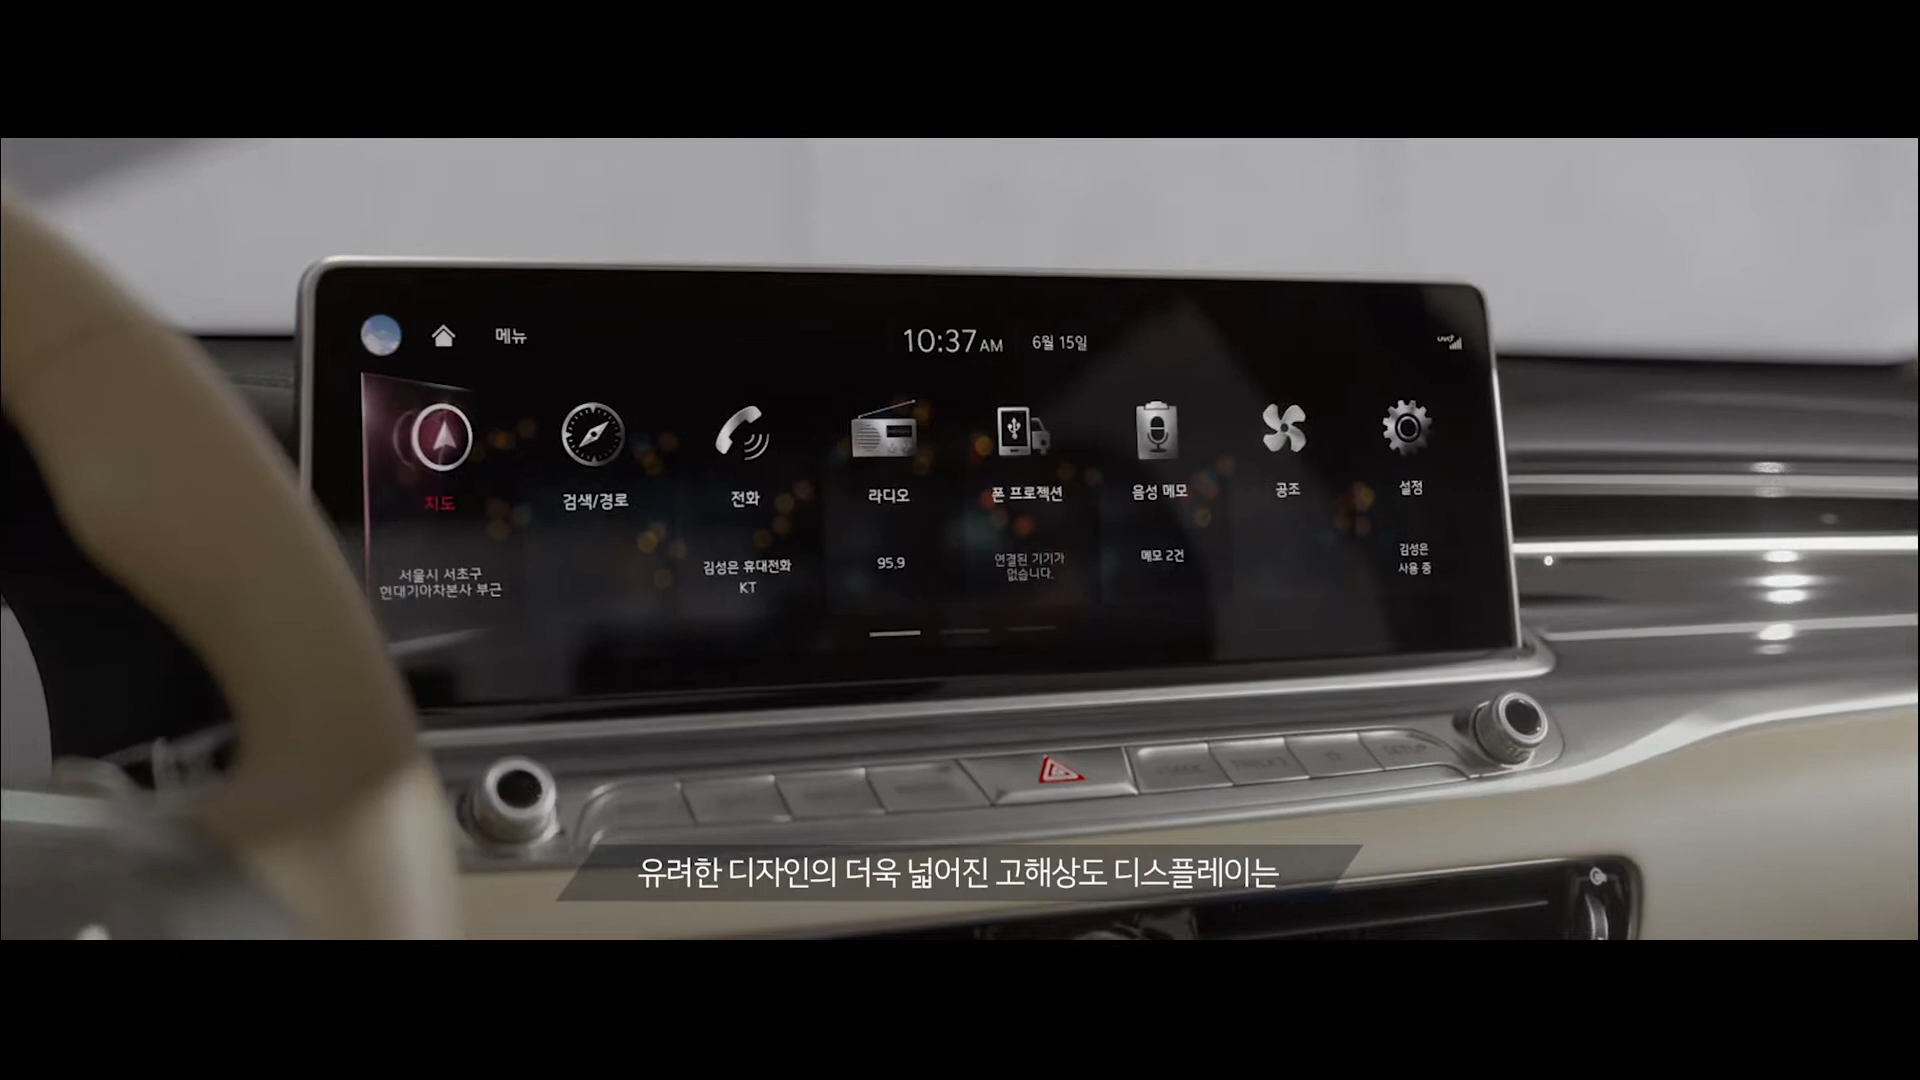 메뉴
10:37 AM 6월 15일
UVO
지도
검색/경로
전화
라디오
폰 프로젝션
음성 메모
공조
설정
서울시 서초구
현대기아차본사 부근
김성은 휴대전화
KT
95.9
연결된 기기가
없습니다.
메모 2건
김성은
사용 중
SETUP
유려한 디자인의 더욱 넓어진 고해상도 디스플레이는